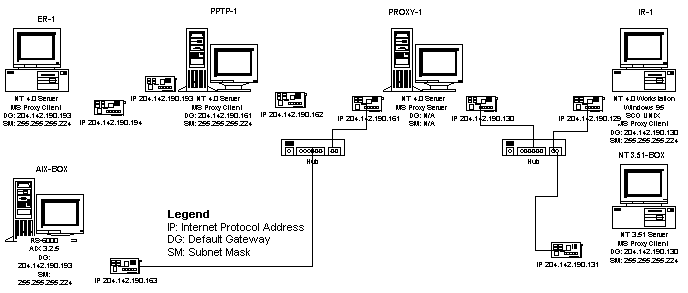 ER-1
PPTP-1
PROXY-1
IR-1
NT 4.0 Server
MS Proxy Client
DG: 204.142.190.193
SM: 255.255.255.224
IP 204.142.190.194
IP 204.142.190.193
NT 4.0 Server
MS Proxy Client
DG: 204.142.190.161
SM: 255.255.255.224
IP 204.142.190.162
IP 204.142.190.161
NT 4.0 Server
MS Proxy Server
DG: N/A
SM: N/A
IP 204.142.190.130
IP 204.142.190.129
NT 4.0 Workstation
Windows 95
SCO UNIX
MS Proxy Client
DG: 204.142.190.130
SM: 255.255.255.224
Hub
Hub
NT 3.51-BOX
NT 3.51 Server
MS Proxy Client
DG: 204.142.190.130
SM: 255.255.255.224
IP 204.142.190.131
AIX-BOX
RS-6000
AIX 3.2.5
DG:
204.142.190.193
SM:
255.255.255.224
IP 204.142.190.163
Legend
IP: Internet Protocol Address
DG: Default Gateway
SM: Subnet Mask